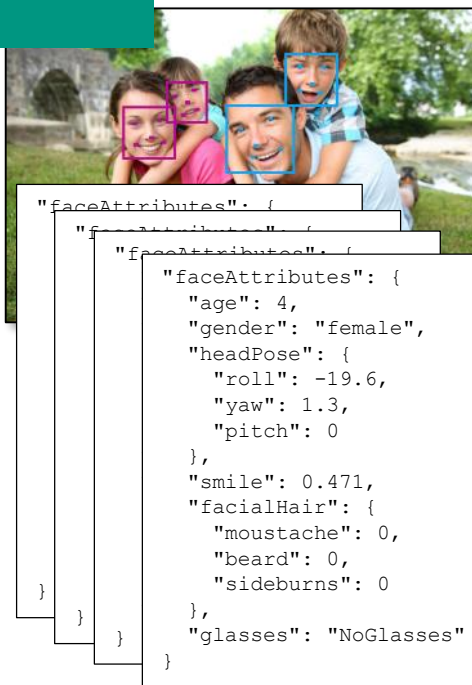 "faceAttributes": {
"faceAttributes": {
"faceAttributes": {
"faceAttributes": {
"age": 4,
"gender": "female",
"headPose": {
"roll": -19.6,
"yaw": 1.3,
"pitch": 0
},
"smile": 0.471,
"facialHair": {
"moustache": 0,
"beard": 0,
"sideburns": 0
},
"glasses": "NoGlasses"
}
}
}
}